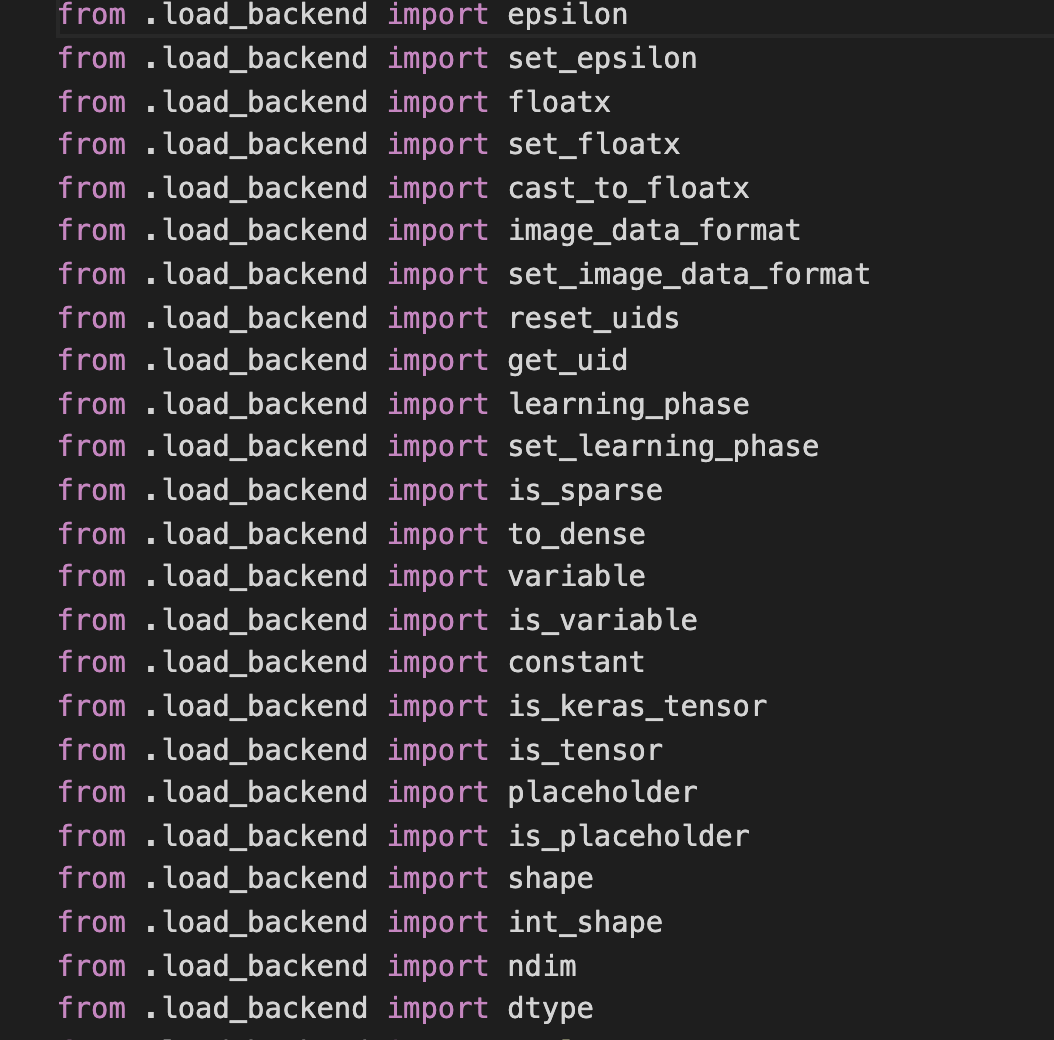 from .load_backend import epsilon
from .load_backend import set_epsilon
from .load_backend import floatx
from .load_backend import set_floatx
from .load_backend import cast_to_floatx
from .load_backend import image_data_format
from .load_backend import set_image_data_format
from .load_backend import reset_uids
from .load_backend import get_uid
from .load_backend import learning_phase
from .load_backend import set_learning_phase
from .load_backend import is_sparse
from .load_backend import to_dense
from .load_backend import variable
from .load_backend import is_variable
from .load_backend import constant
from .load_backend import is_keras_tensor
from .load_backend import is_tensor
from .load_backend import placeholder
from .load_backend import is_placeholder
from .load_backend import shape
from .load_backend import int_shape
from .load_backend import ndim
from .load_backend import dtype